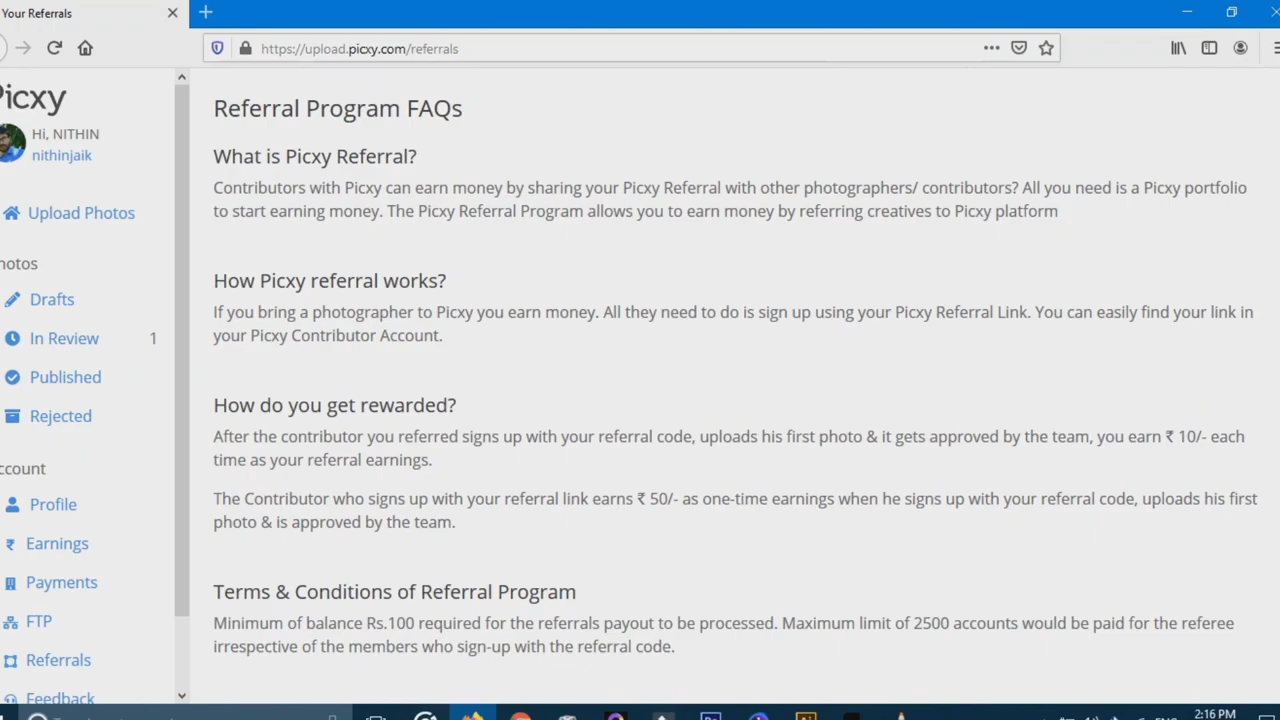 Your Referrals
https://upload.picxy.com/referrals
Picxy
Hi, NITHIN
nithinjaik
Upload Photos
hotos
Drafts
In Review 1
Published
Rejected
ccount
Profile
Earnings
Payments
FTP
Referrals
Feedback
Referral Program FAQs
What is Picxy Referral?
Contributors with Picxy can earn money by sharing your Picxy Referral with other photographers/ contributors? All you need is a Picxy portfolio
to start earning money. The Picxy Referral Program allows you to earn money by referring creatives to Picxy platform
How Picxy referral works?
If you bring a photographer to Picxy you earn money. All they need to do is sign up using your Picxy Referral Link. You can easily find your link in
your Picxy Contributor Account.
How do you get rewarded?
After the contributor you referred signs up with your referral code, uploads his first photo & it gets approved by the team, you earn ₹ 10/- each
time as your referral earnings.
The Contributor who signs up with your referral link earns ₹ 50/- as one-time earnings when he signs up with your referral code, uploads his first
photo & is approved by the team.
Terms & Conditions of Referral Program
Minimum of balance Rs.100 required for the referrals payout to be processed. Maximum limit of 2500 accounts would be paid for the referee
irrespective of the members who sign-up with the referral code.
2:16 PM